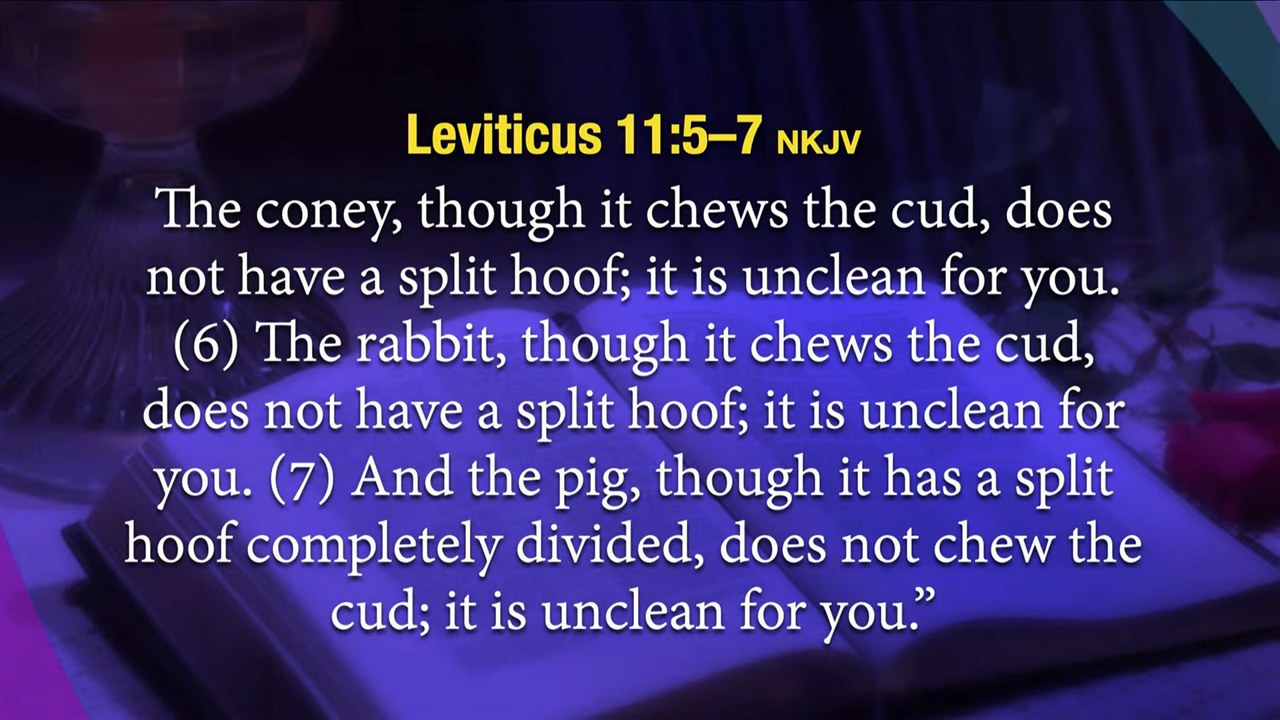 Leviticus 11:5–7 NKJV
The coney, though it chews the cud, does
not have a split hoof; it is unclean for you.
(6) The rabbit, though it chews the cud,
does not have a split hoof; it is unclean for
you. (7) And the pig, though it has a split
hoof completely divided, does not chew the
cud; it is unclean for you.”